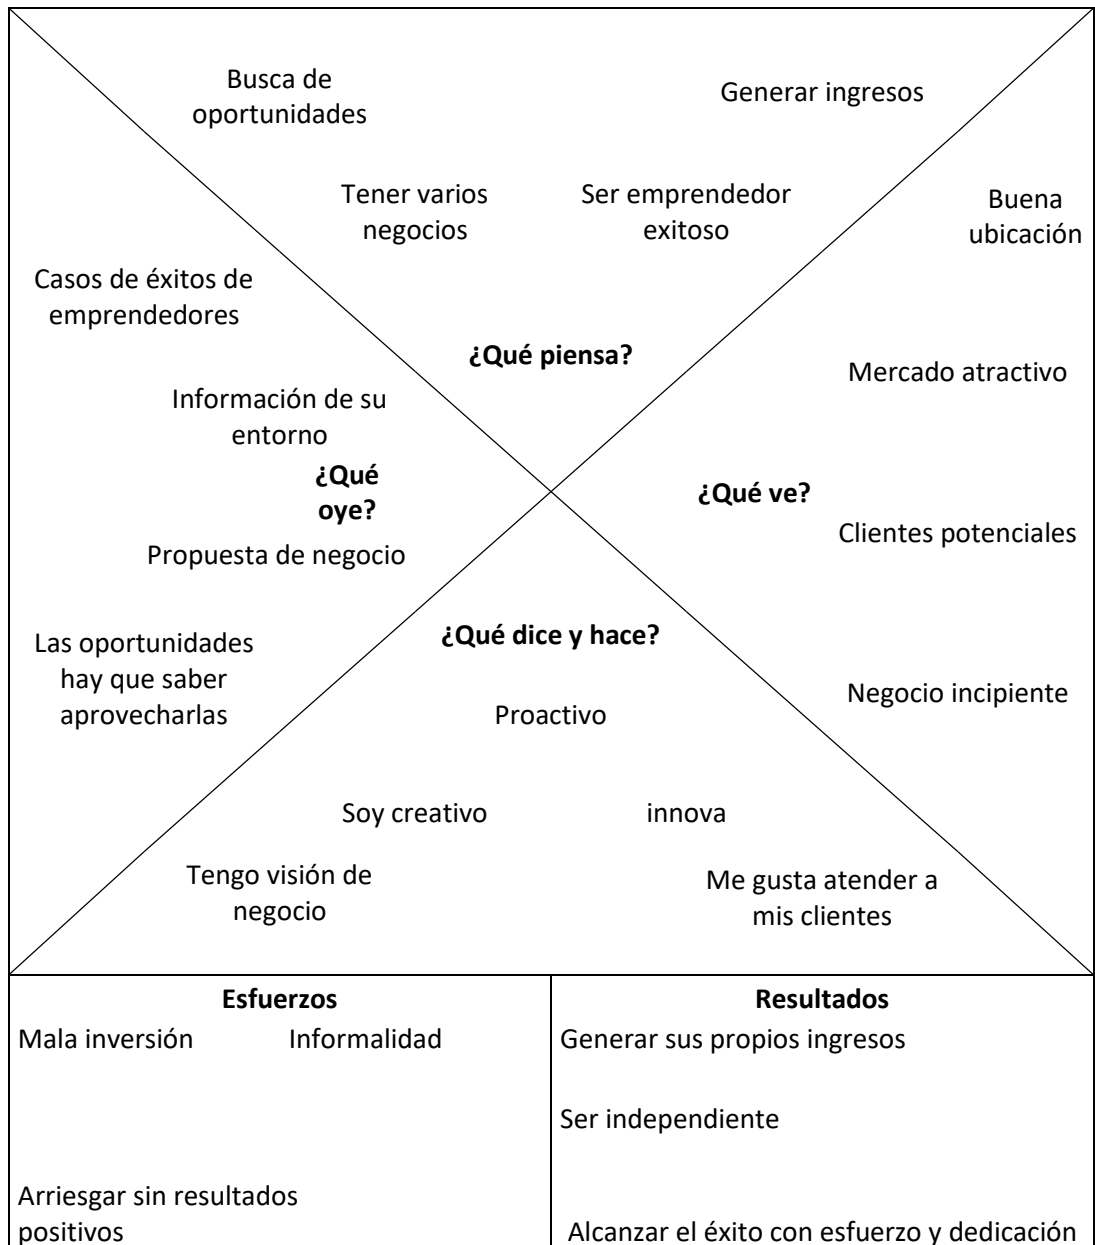 Busca de
oportunidades
Generar ingresos
Tener varios
negocios
Ser emprendedor
exitoso
¿Qué piensa?
Casos de éxitos de
emprendedores
Información de su
entorno
¿Qué
oye?
Propuesta de negocio
Las oportunidades
hay que saber
aprovecharlas
Buena
ubicación
Mercado atractivo
¿Qué ve?
Clientes potenciales
Negocio incipiente
¿Qué dice y hace?
Proactivo
Soy creativo
innova
Tengo visión de
negocio
Me gusta atender a
mis clientes
Esfuerzos
Mala inversión Informalidad
Arriesgar sin resultados
positivos
Resultados
Generar sus propios ingresos
Ser independiente
Alcanzar el éxito con esfuerzo y dedicación